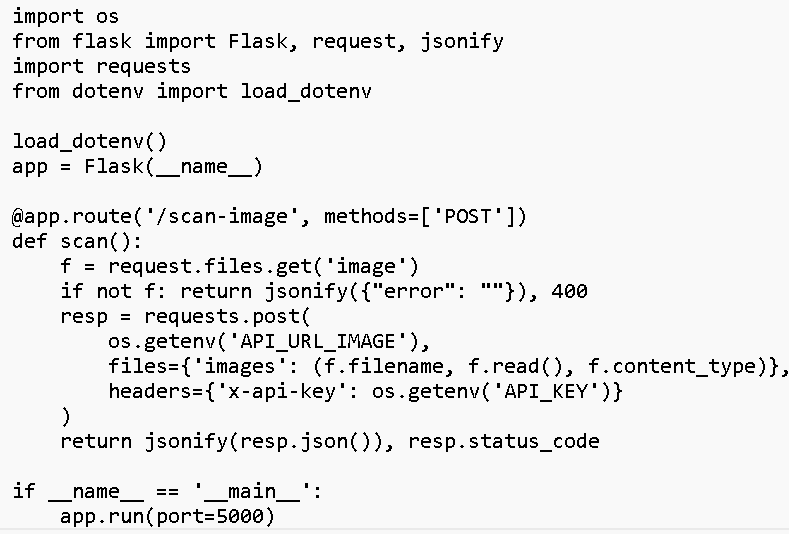 import os
from flask import Flask, request, jsonify
import requests
from dotenv import load_dotenv

load_dotenv()
app = Flask(__name__)

@app.route('/scan-image', methods=['POST'])
def scan():
    f = request.files.get('image')
    if not f: return jsonify({"error": ""}), 400
    resp = requests.post(
        os.getenv('API_URL_IMAGE'),
        files={'images': (f.filename, f.read(), f.content_type)},
        headers={'x-api-key': os.getenv('API_KEY')}
    )
    return jsonify(resp.json()), resp.status_code

if __name__ == '__main__':
    app.run(port=5000)